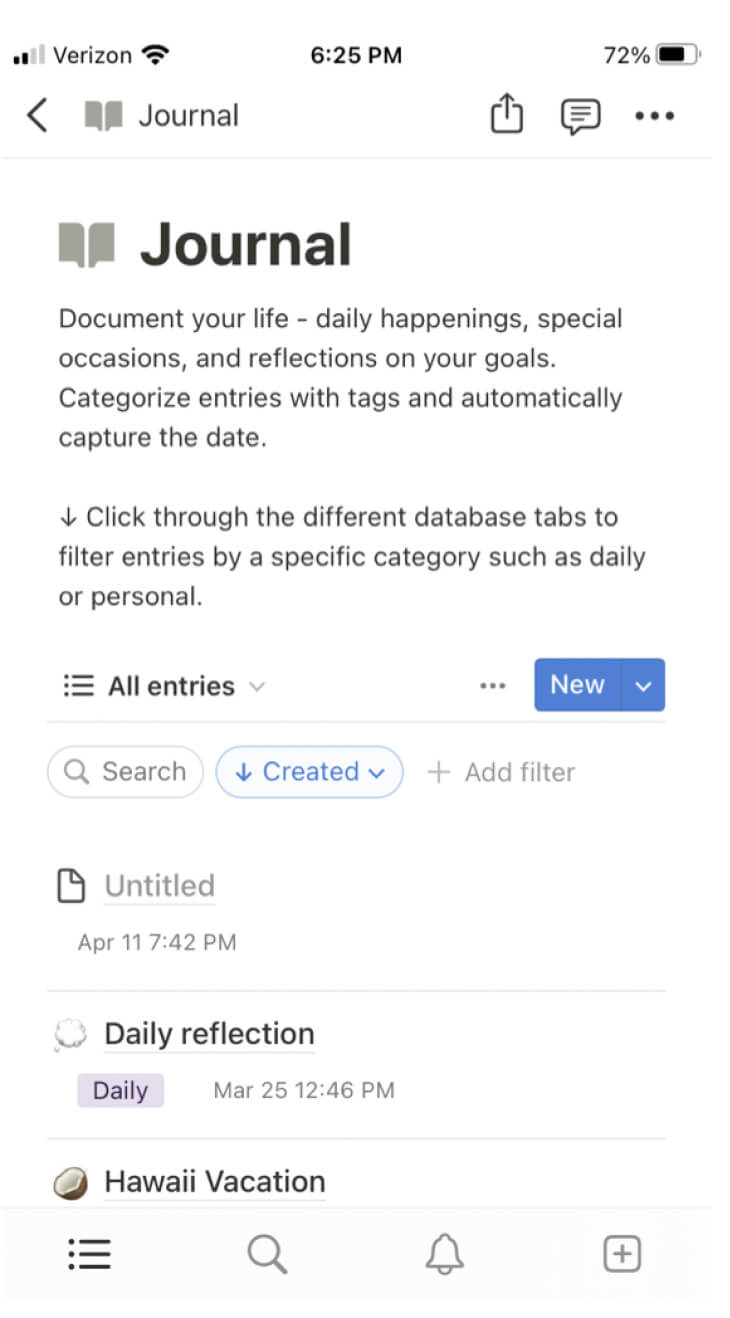 Verizon 6:25 PM 72%
Journal
Journal
Document your life - daily happenings, special
occasions, and reflections on your goals.
Categorize entries with tags and automatically
capture the date.
↓ Click through the different database tabs to
filter entries by a specific category such as daily
or personal.
All entries New
Search ↓ Created + Add filter
Untitled
Apr 11 7:42 PM
Daily reflection
Daily Mar 25 12:46 PM
Hawaii Vacation